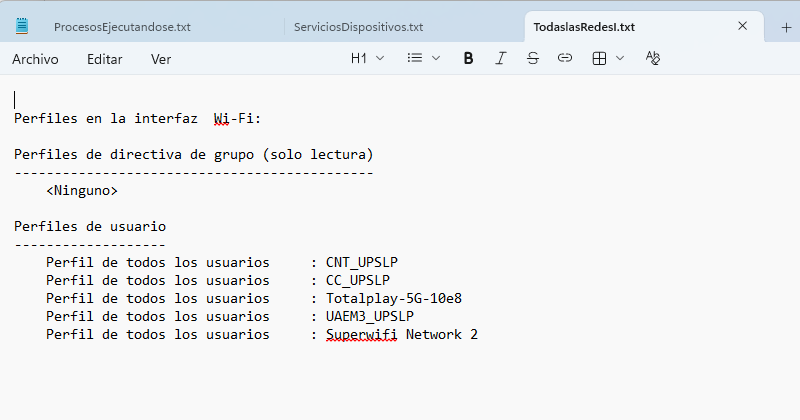 ProcesosEjecutandose.txt ServiciosDispositivos.txt TodaslasRedesI.txt
Archivo Editar Ver H1 B I S
Perfiles en la interfaz  Wi-Fi:
Perfiles de directiva de grupo (solo lectura)
---------------------------------------------
<Ninguno>
Perfiles de usuario
-------------------
Perfil de todos los usuarios     : CNT_UPSLP
Perfil de todos los usuarios     : CC_UPSLP
Perfil de todos los usuarios     : Totalplay-5G-10e8
Perfil de todos los usuarios     : UAEM3_UPSLP
Perfil de todos los usuarios     : Superwifi Network 2